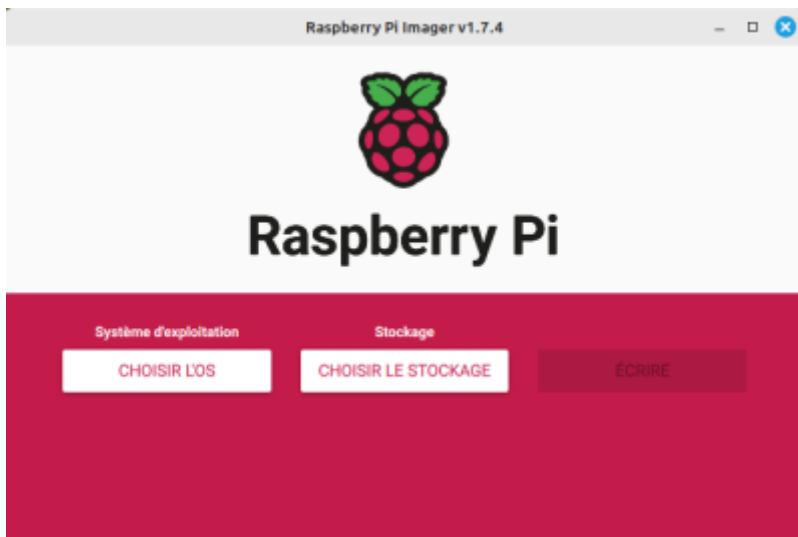 Raspberry Pi Imager v1.7.4
Raspberry Pi
Système d'exploitation
Stockage
CHOISIR L'OS
CHOISIR LE STOCKAGE
ÉCRIRE